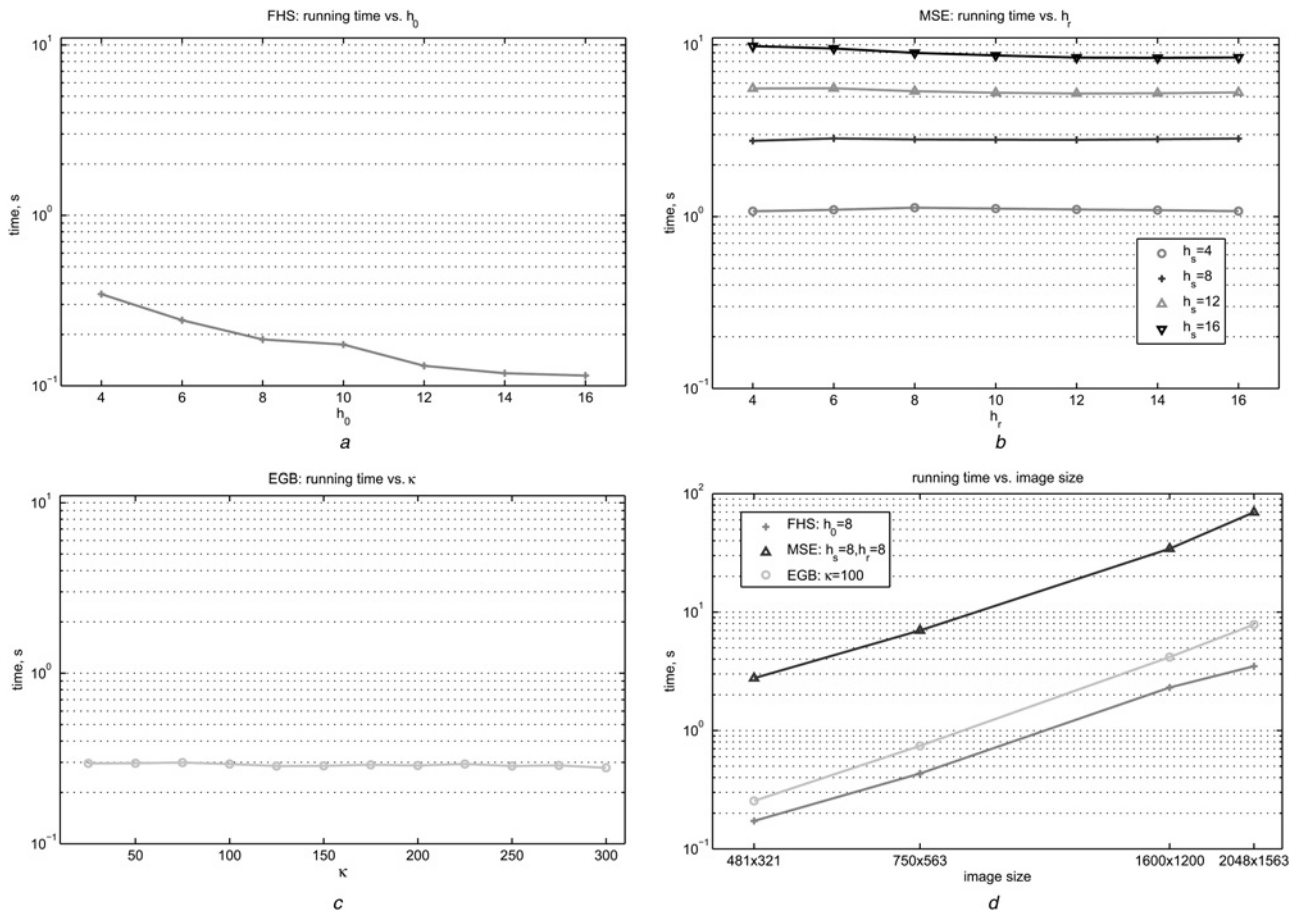 FHS: running time vs. h0
10^1
10^0
10^-1
time, s
4 6 8 10 12 14 16
h0
a
MSE: running time vs. hr
10^1
10^0
10^-1
time, s
hs=4
hs=8
hs=12
hs=16
4 6 8 10 12 14 16
hr
b
EGB: running time vs. κ
10^1
10^0
10^-1
time, s
50 100 150 200 250 300
κ
c
running time vs. image size
10^2
10^1
10^0
10^-1
time, s
FHS: h0=8
MSE: hs=8,hr=8
EGB: κ=100
481x321 750x563 1600x1200 2048x1563
image size
d